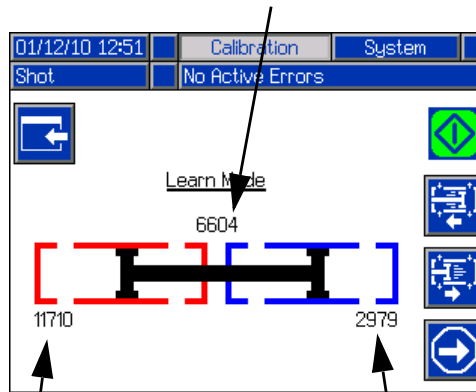 01/12/10 12:51 Calibration System
Shot No Active Errors
Learn Mode
6604
11710 2979